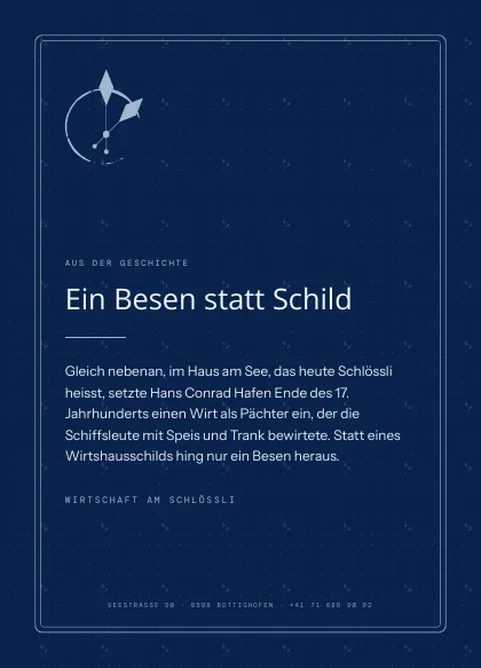 AUS DER GESCHICHTE
Ein Besen statt Schild
Gleich nebenan, im Haus am See, das heute Schlössli
heisst, setzte Hans Conrad Hafen Ende des 17.
Jahrhunderts einen Wirt als Pächter ein, der die
Schiffsleute mit Speis und Trank bewirtete. Statt eines
Wirtshausschilds hing nur ein Besen heraus.
WIRTSCHAFT AM SCHLÖSSLI
SEESTRASSE 50 · 8598 BOTTIGHOFEN · +41 71 688 90 92